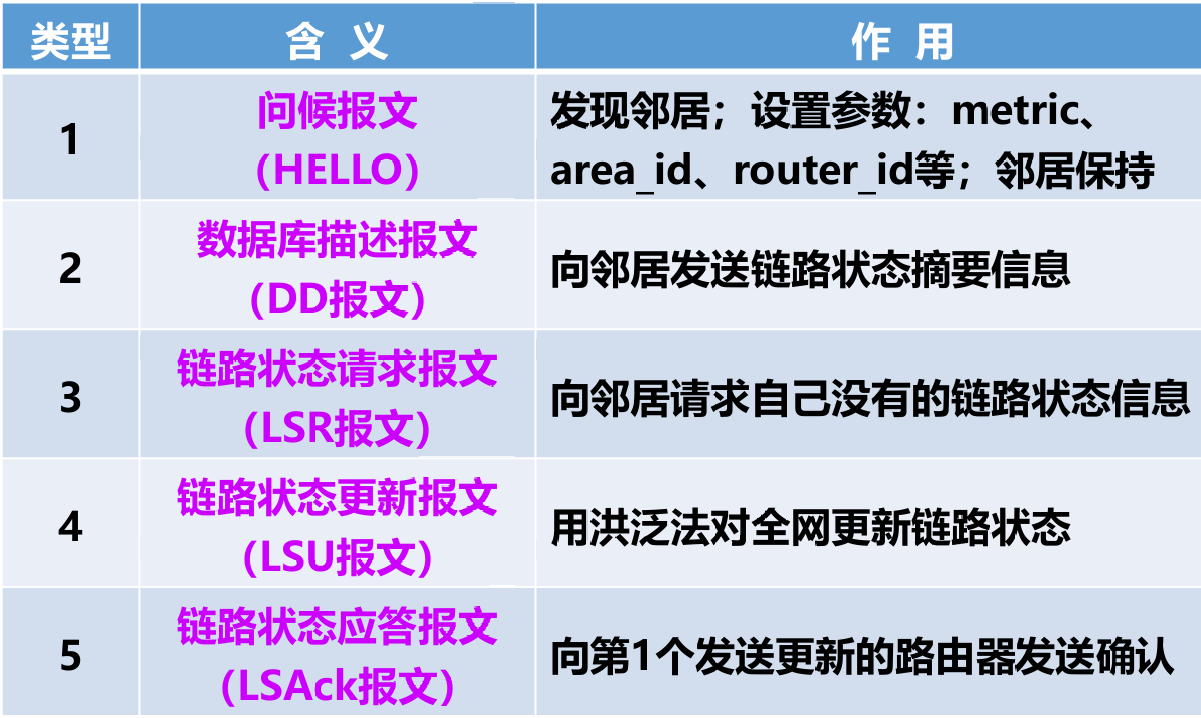 类型 含 义 作 用
1 问候报文 (HELLO) 发现邻居；设置参数：metric、
area_id、router_id等；邻居保持
2 数据库描述报文 (DD报文) 向邻居发送链路状态摘要信息
3 链路状态请求报文 (LSR报文) 向邻居请求自己没有的链路状态信息
4 链路状态更新报文 (LSU报文) 用洪泛法对全网更新链路状态
5 链路状态应答报文 (LSAck报文) 向第1个发送更新的路由器发送确认